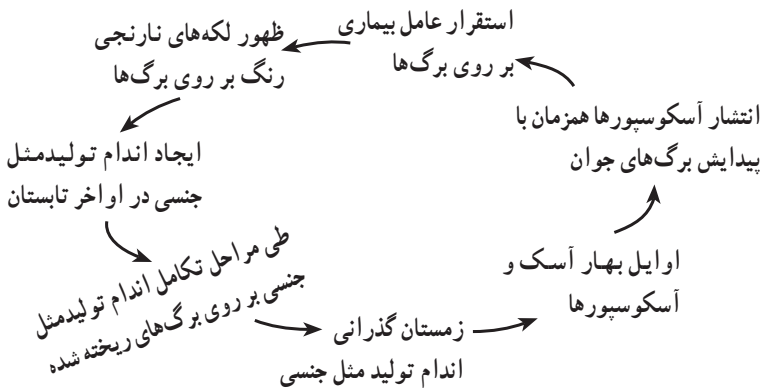 استقرار عامل بیماری
بر روی برگ‌ها
ظهور لکه‌های نارنجی
رنگ بر روی برگ‌ها
ایجاد اندام تولیدمثل
جنسی در اواخر تابستان
طی مراحل تکامل اندام تولیدمثل
جنسی بر روی برگ‌های ریخته شده
زمستان گذرانی
اندام تولید مثل جنسی
اوایل بهار آسک و
آسکوسپورها
انتشار آسکوسپورها همزمان با
پیدایش برگ‌های جوان